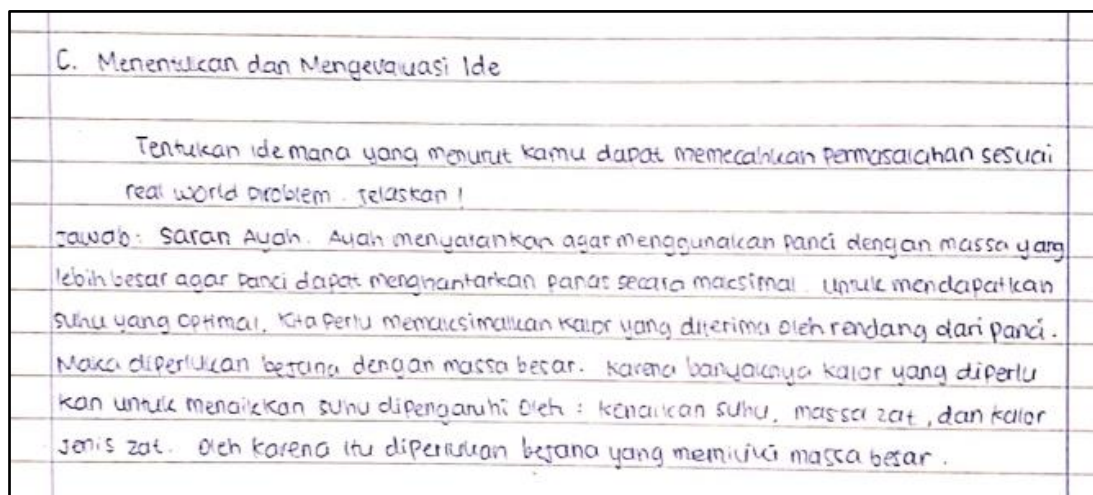 C. Menentukan dan Mengevaluasi Ide
Tentukan ide mana yang menurut kamu dapat memecahkan permasalahan sesuai
real world problem. Jelaskan!
Jawab: Saran Ayah. Ayah menyarankan agar menggunakan panci dengan massa yang
lebih besar agar panci dapat menghantarkan panas secara maksimal. Untuk mendapatkan
suhu yang optimal, kita perlu memaksimalkan kalor yang diterima oleh rendang dari panci.
Maka diperlukan bejana dengan massa besar. Karena banyaknya kalor yang diperlu
kan untuk menaikkan suhu dipengaruhi oleh : kenaikan suhu, massa zat, dan kalor
jenis zat. Oleh karena itu diperlukan bejana yang memiliki massa besar.